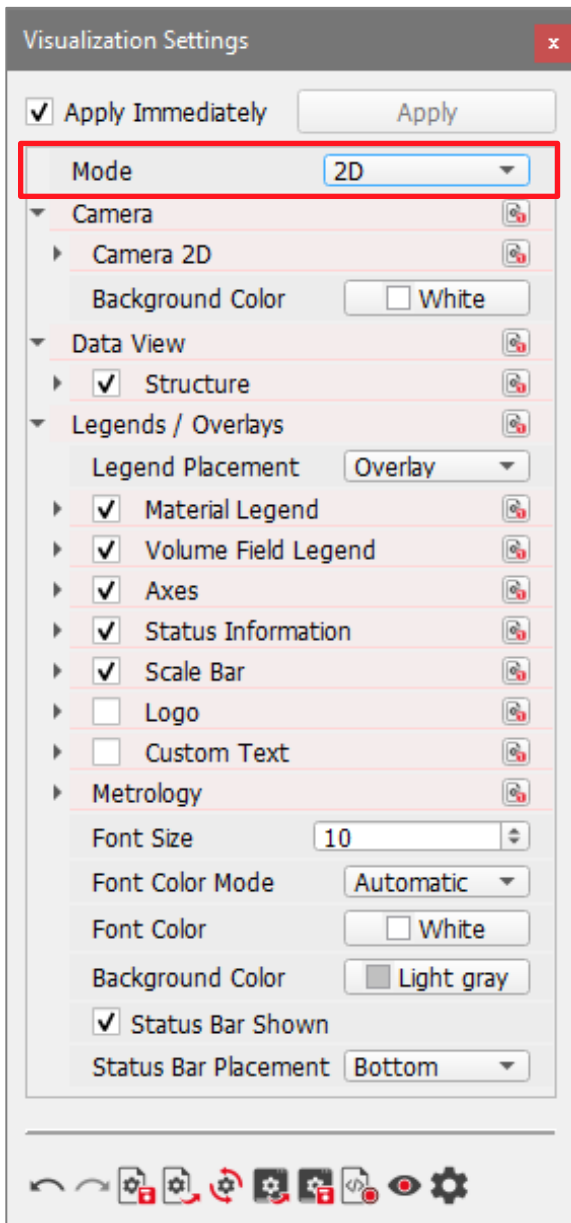 Visualization Settings
x
Apply Immediately Apply
Mode 2D
Camera
Camera 2D
Background Color White
Data View
Structure
Legends / Overlays
Legend Placement Overlay
Material Legend
Volume Field Legend
Axes
Status Information
Scale Bar
Logo
Custom Text
Metrology
Font Size 10
Font Color Mode Automatic
Font Color White
Background Color Light gray
Status Bar Shown
Status Bar Placement Bottom